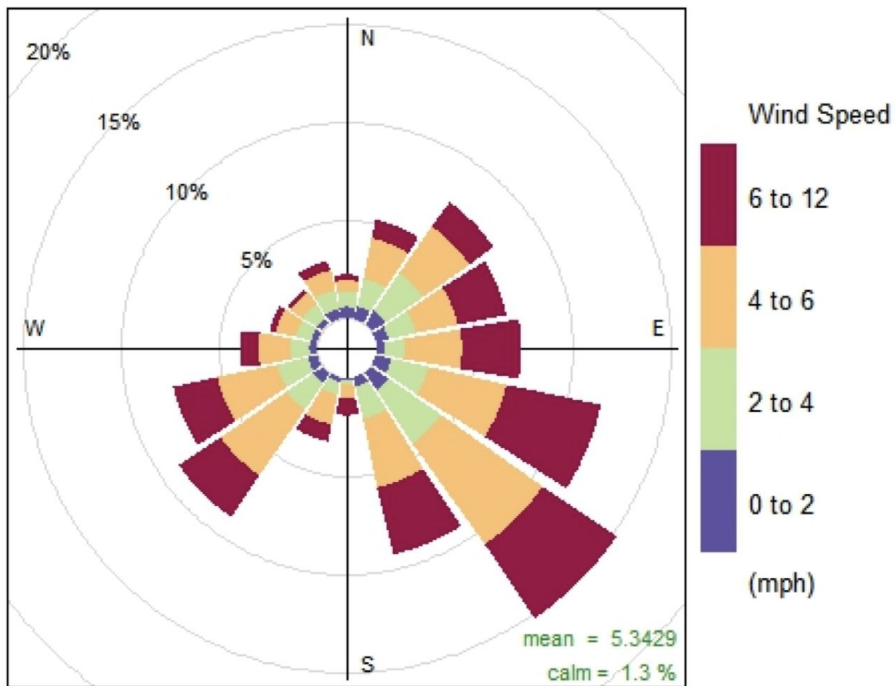 N
20%
15%
10%
5%
W
E
S
mean = 5.3429
calm = 1.3 %
Wind Speed
6 to 12
4 to 6
2 to 4
0 to 2
(mph)